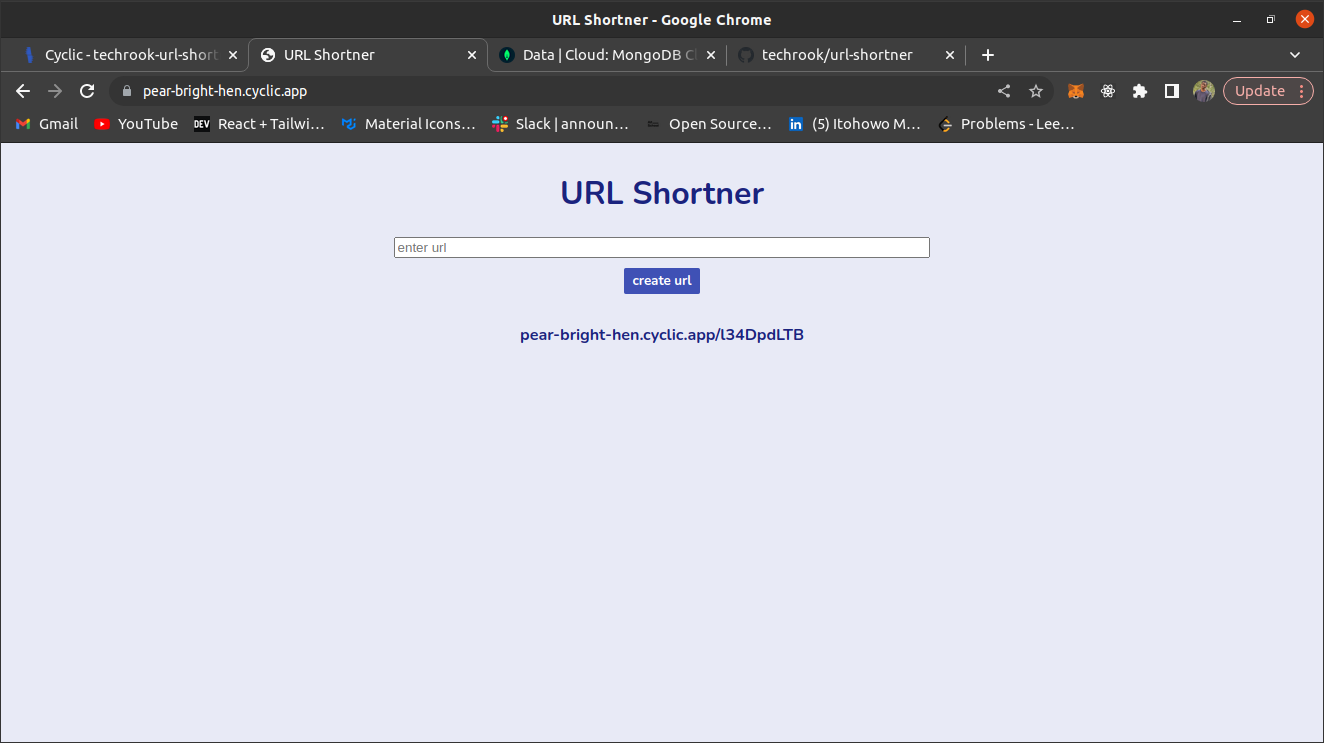 URL Shortner - Google Chrome
Cyclic - techrook-url-short
URL Shortner
Data | Cloud: MongoDB Cl
techrook/url-shortner
pear-bright-hen.cyclic.app
Update
Gmail
YouTube
DEV
React + Tailwi...
Material Icons...
Slack | announ...
Open Source...
in
(5) Itohowo M...
Problems - Lee...
URL Shortner
enter url
create url
pear-bright-hen.cyclic.app/l34DpdLTB